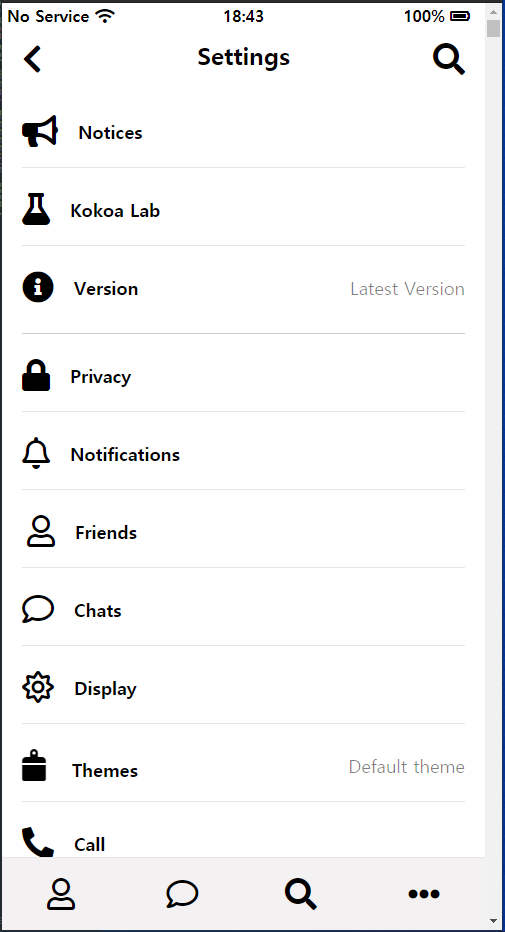 No Service 18:43 100%
Settings
Notices
Kokoa Lab
Version Latest Version
Privacy
Notifications
Friends
Chats
Display
Themes Default theme
Call